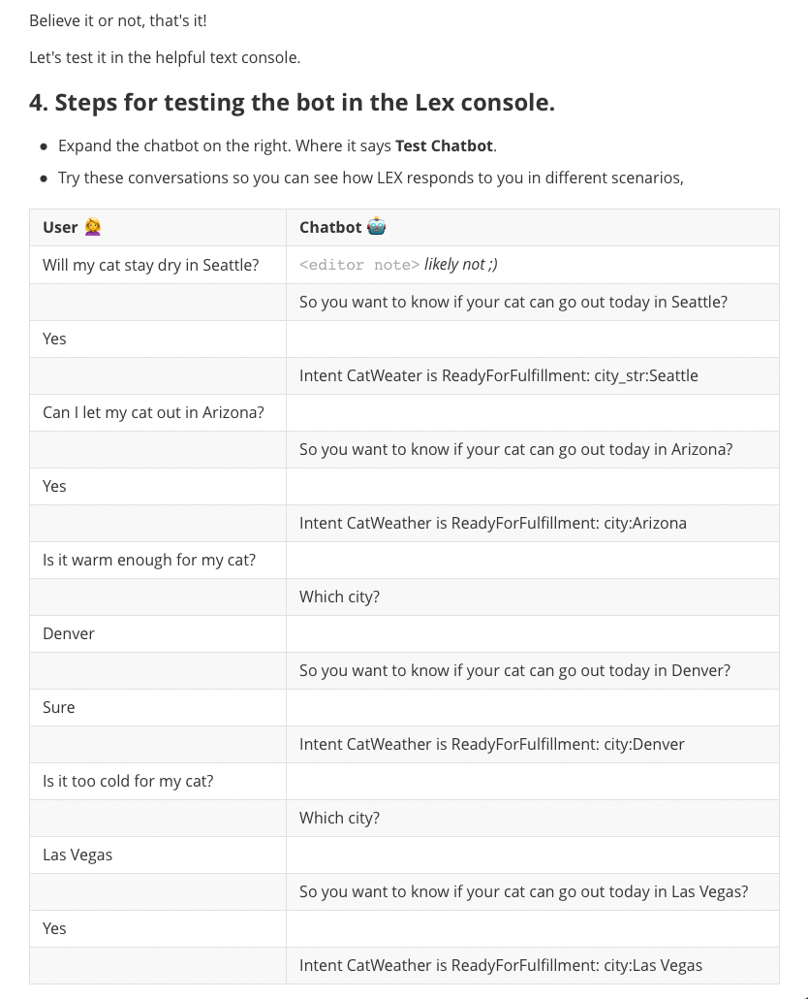 Believe it or not, that's it!
Let's test it in the helpful text console.
4. Steps for testing the bot in the Lex console.
• Expand the chatbot on the right. Where it says Test Chatbot.
• Try these conversations so you can see how LEX responds to you in different scenarios,
User 🙅‍♀️ Chatbot 🤖
Will my cat stay dry in Seattle? <editor note> likely not ;)
So you want to know if your cat can go out today in Seattle?
Yes
Intent CatWeater is ReadyForFulfillment: city_str:Seattle
Can I let my cat out in Arizona?
So you want to know if your cat can go out today in Arizona?
Yes
Intent CatWeather is ReadyForFulfillment: city:Arizona
Is it warm enough for my cat?
Which city?
Denver
So you want to know if your cat can go out today in Denver?
Sure
Intent CatWeather is ReadyForFulfillment: city:Denver
Is it too cold for my cat?
Which city?
Las Vegas
So you want to know if your cat can go out today in Las Vegas?
Yes
Intent CatWeather is ReadyForFulfillment: city:Las Vegas